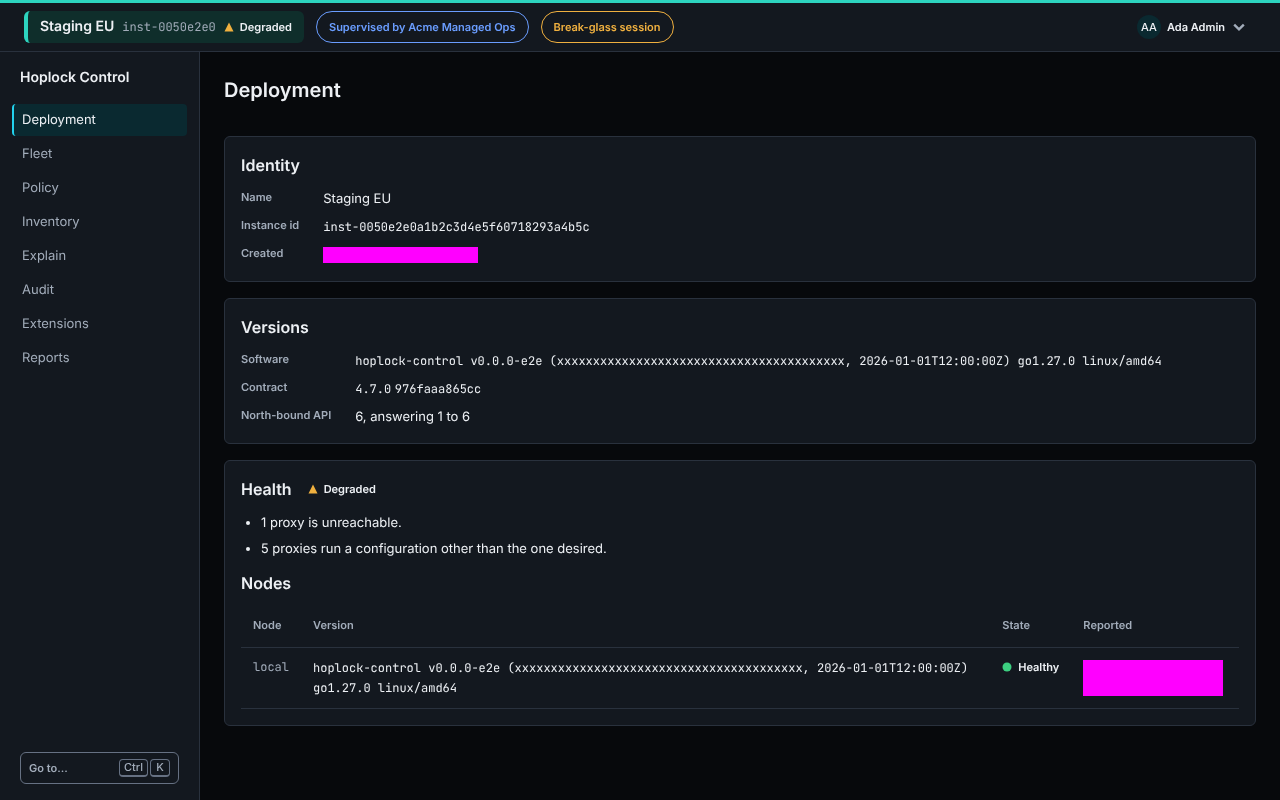 Staging EU inst-0050e2e0 Degraded Supervised by Acme Managed Ops Break-glass session AA Ada Admin
Hoplock Control
Deployment
Fleet
Policy
Inventory
Explain
Audit
Extensions
Reports
Go to... Ctrl K
Deployment
Identity
Name Staging EU
Instance id inst-0050e2e0a1b2c3d4e5f60718293a4b5c
Created
Versions
Software hoplock-control v0.0.0-e2e (xxxxxxxxxxxxxxxxxxxxxxxxxxxxxxxxxxxxxxxx, 2026-01-01T12:00:00Z) go1.27.0 linux/amd64
Contract 4.7.0 976faaa865cc
North-bound API 6, answering 1 to 6
Health Degraded
• 1 proxy is unreachable.
• 5 proxies run a configuration other than the one desired.
Nodes
Node Version State Reported
local hoplock-control v0.0.0-e2e (xxxxxxxxxxxxxxxxxxxxxxxxxxxxxxxxxxxxxxxx, 2026-01-01T12:00:00Z) Healthy
go1.27.0 linux/amd64